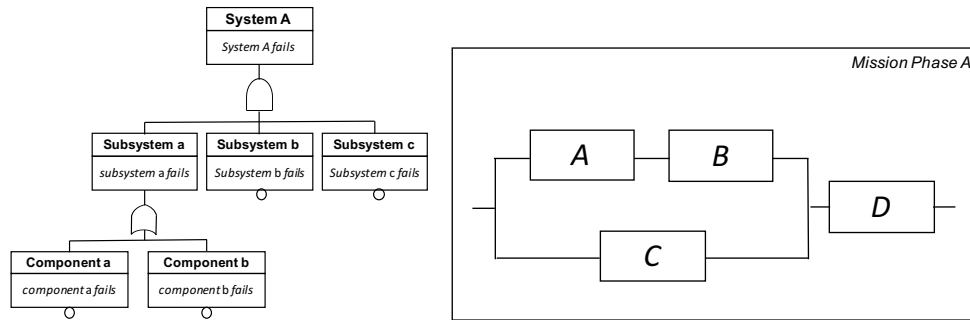 System A
System A fails
Subsystem a
subsystem a fails
Subsystem b
Subsystem b fails
Subsystem c
Subsystem c fails
Component a
component a fails
Component b
component b fails
Mission Phase A
A
B
C
D